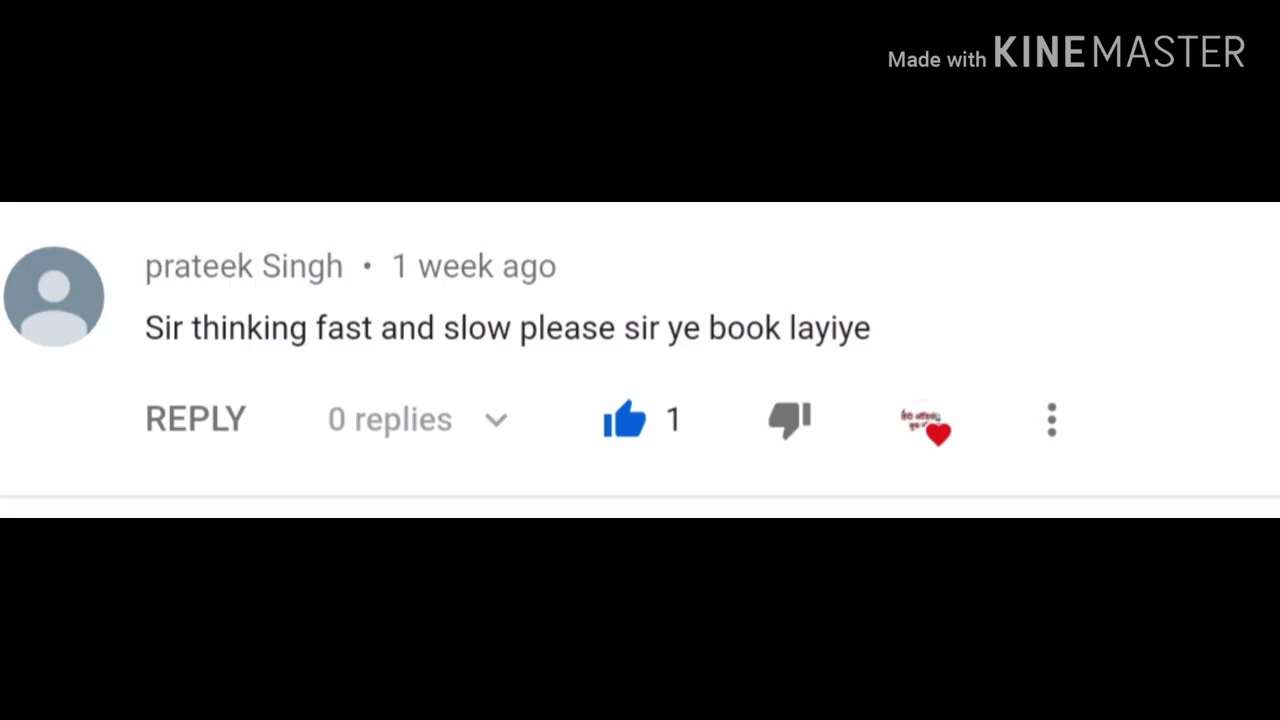 Made with KINEMASTER
prateek Singh • 1 week ago
Sir thinking fast and slow please sir ye book layiye
REPLY 0 replies 1